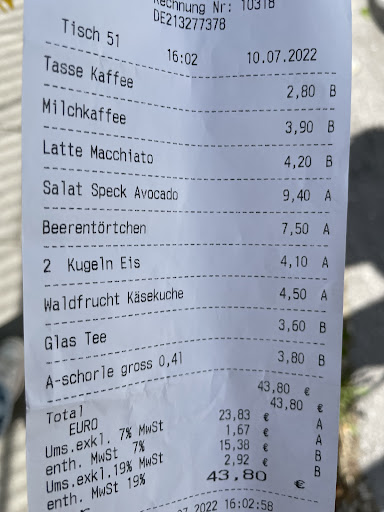 Rechnung Nr: 10318
DE213277378
Tisch 51
16:02 10.07.2022
Tasse Kaffee 2,80 B
Milchkaffee 3,90 B
Latte Macchiato 4,20 B
Salat Speck Avocado 9,40 A
Beerentörtchen 7,50 A
2 Kugeln Eis 4,10 A
Waldfrucht Käsekuche 4,50 A
Glas Tee 3,60 B
A-schorle gross 0,4l 3,80 B
Total 43,80 €
EURO 43,80 €
Ums.exkl. 7% MwSt 23,83 € A
enth. MwSt 7% 1,67 € A
Ums.exkl.19% MwSt 15,38 € B
enth. MwSt 19% 2,92 € B
43,80 €
2022 16:02:58